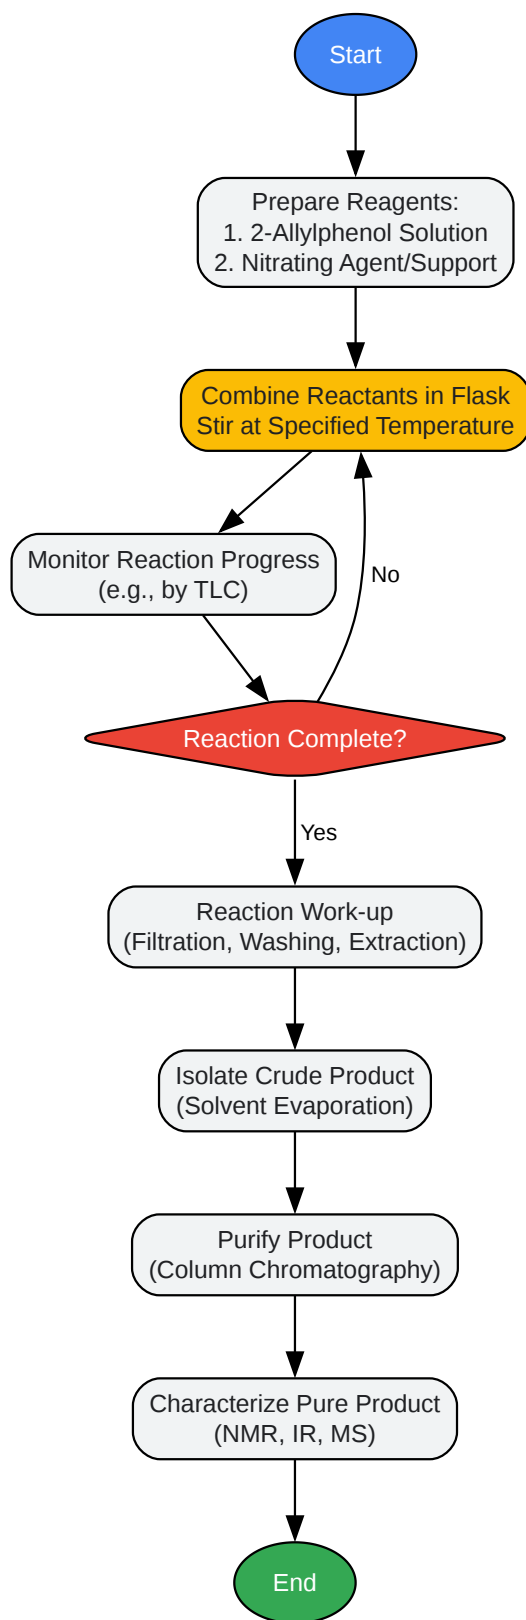 Start
Prepare Reagents:
1. 2-Allylphenol Solution
2. Nitrating Agent/Support
Combine Reactants in Flask
Stir at Specified Temperature
Monitor Reaction Progress
(e.g., by TLC)
No
Reaction Complete?
Yes
Reaction Work-up
(Filtration, Washing, Extraction)
Isolate Crude Product
(Solvent Evaporation)
Purify Product
(Column Chromatography)
Characterize Pure Product
(NMR, IR, MS)
End